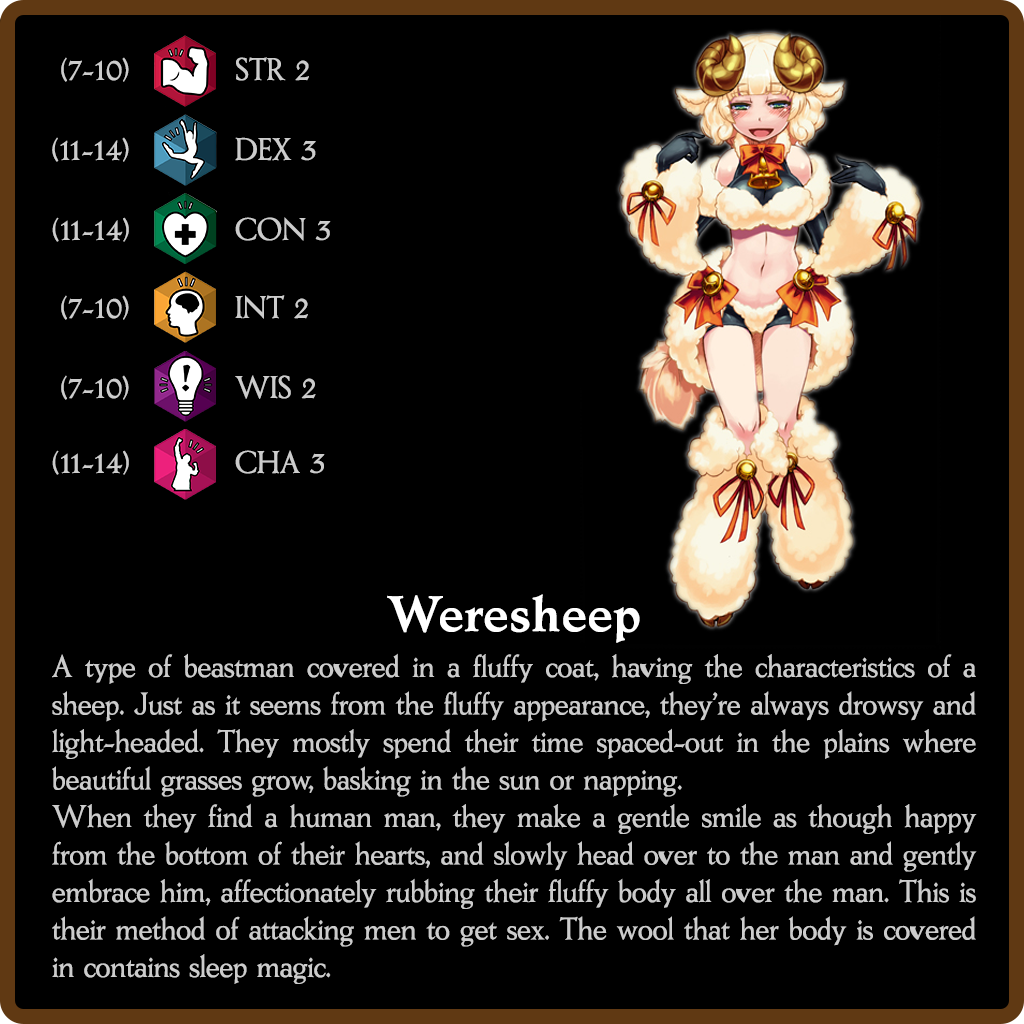 (7-10) STR 2
(11-14) DEX 3
(11-14) CON 3
(7-10) INT 2
(7-10) WIS 2
(11-14) CHA 3
Weresheep
A type of beastman covered in a fluffy coat, having the characteristics of a
sheep. Just as it seems from the fluffy appearance, they're always drowsy and
light-headed. They mostly spend their time spaced-out in the plains where
beautiful grasses grow, basking in the sun or napping.
When they find a human man, they make a gentle smile as though happy
from the bottom of their hearts, and slowly head over to the man and gently
embrace him, affectionately rubbing their fluffy body all over the man. This is
their method of attacking men to get sex. The wool that her body is covered
in contains sleep magic.